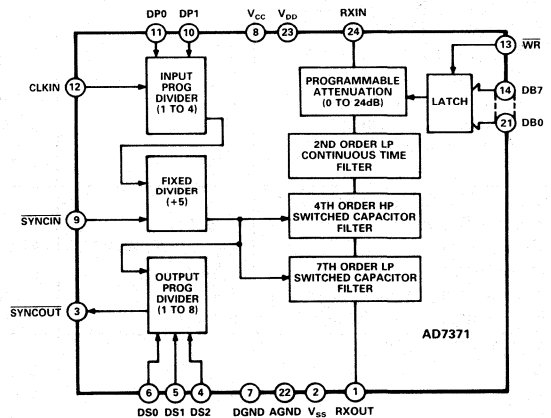 DP0 DP1 VCC VDD RXIN
11 10 8 23 24
13 WR
CLKIN 12
INPUT
PROG
DIVIDER
(1 TO 4)
PROGRAMMABLE
ATTENUATION
(0 TO 24dB)
LATCH
14 DB7
21 DB0
2ND ORDER LP
CONTINUOUS TIME
FILTER
FIXED
DIVIDER
(+5)
SYNCIN
9
4TH ORDER HP
SWITCHED CAPACITOR
FILTER
7TH ORDER LP
SWITCHED CAPACITOR
FILTER
OUTPUT
PROG
DIVIDER
(1 TO 8)
SYNCOUT
3
AD7371
6 5 4 7 22 2 1
DS0 DS1 DS2 DGND AGND VSS RXOUT